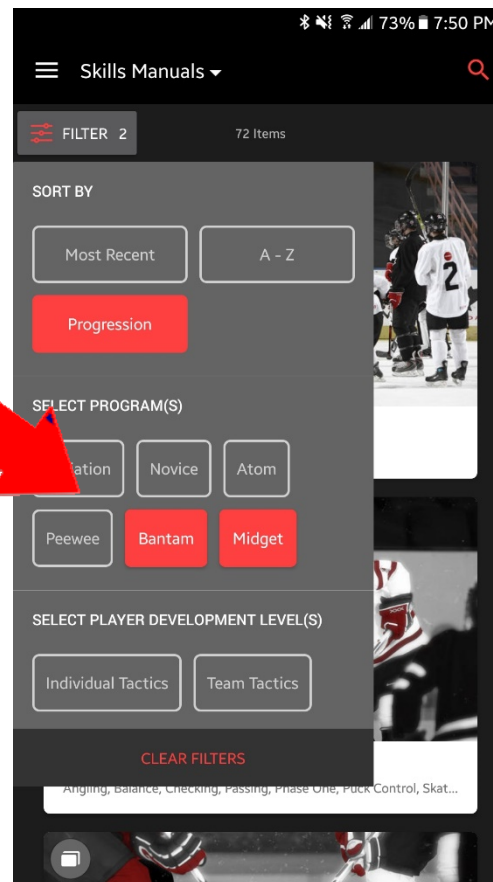 73% 7:50 PM
Skills Manuals
FILTER 2
72 Items
SORT BY
Most Recent
A - Z
Progression
SELECT PROGRAM(S)
Novice
Atom
Peewee
Bantam
Midget
SELECT PLAYER DEVELOPMENT LEVEL(S)
Individual Tactics
Team Tactics
CLEAR FILTERS
Angling, Balance, Checking, Passing, Phase One, Puck Control, Skat...
2